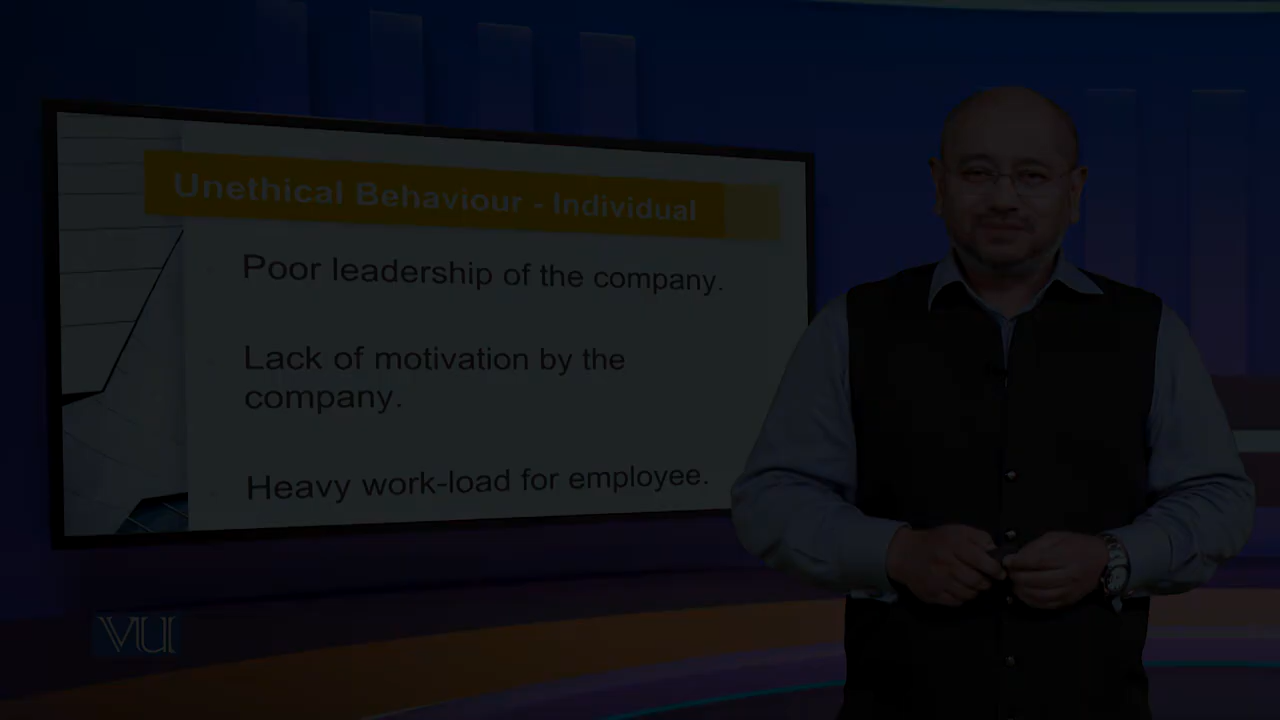 Unethical Behaviour - Individual
Poor leadership of the company.
Lack of motivation by the
company.
Heavy work-load for employee.
VU